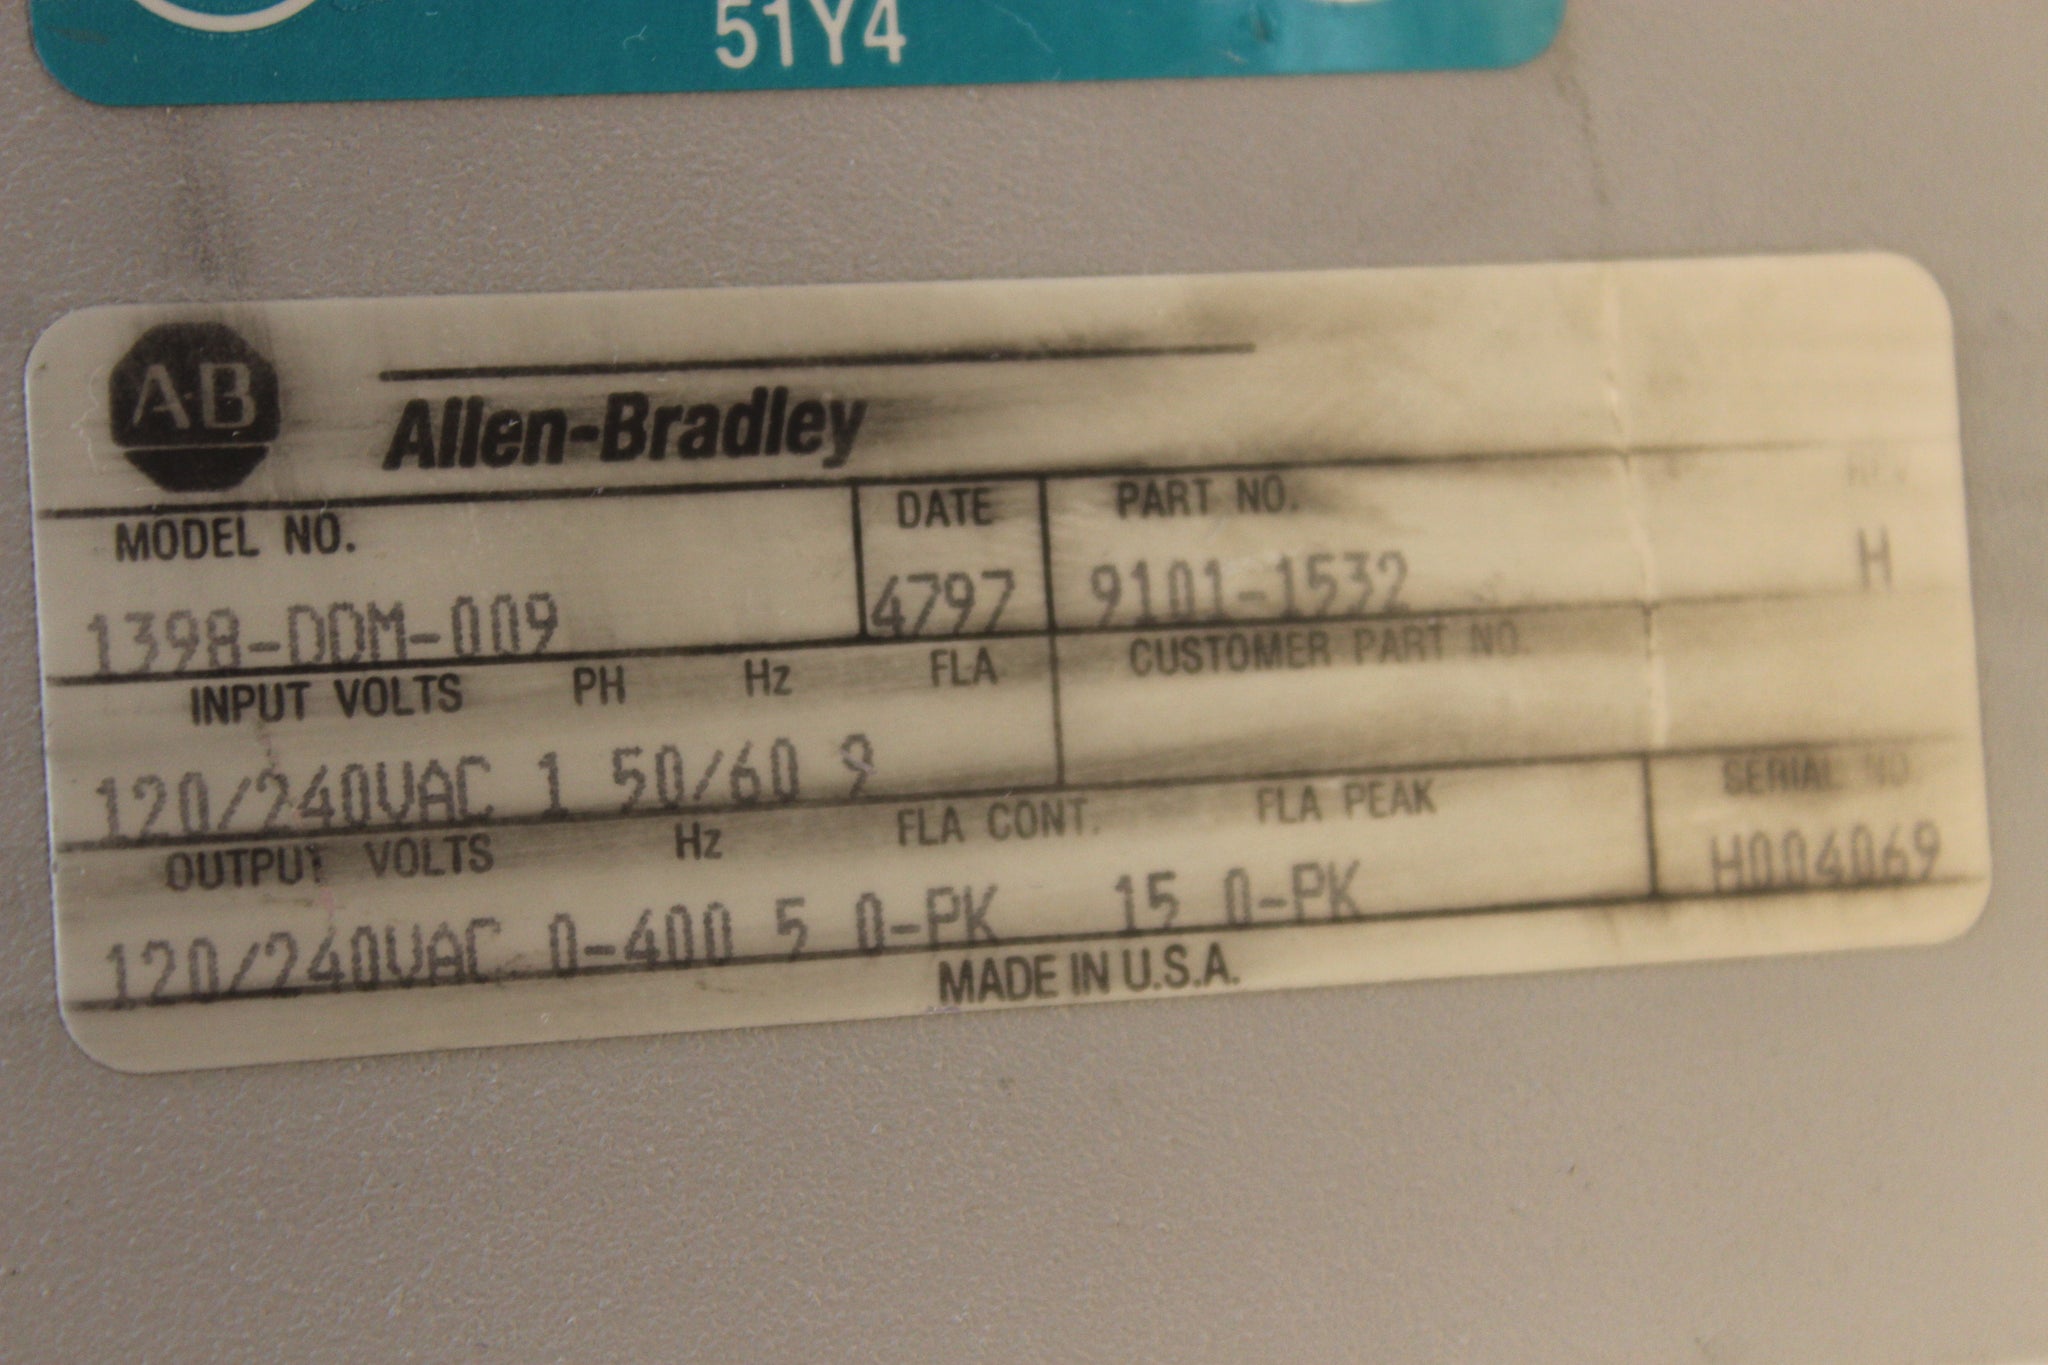 51Y4
AB
Allen-Bradley
MODEL NO. DATE PART NO. REV
1398-DDM-009 4797 9101-1532 H
INPUT VOLTS PH Hz FLA CUSTOMER PART NO.
120/240VAC 1 50/60 9
OUTPUT VOLTS Hz FLA CONT. FLA PEAK SERIAL NO.
120/240VAC 0-400 5 0-PK 15 0-PK H004069
MADE IN U.S.A.